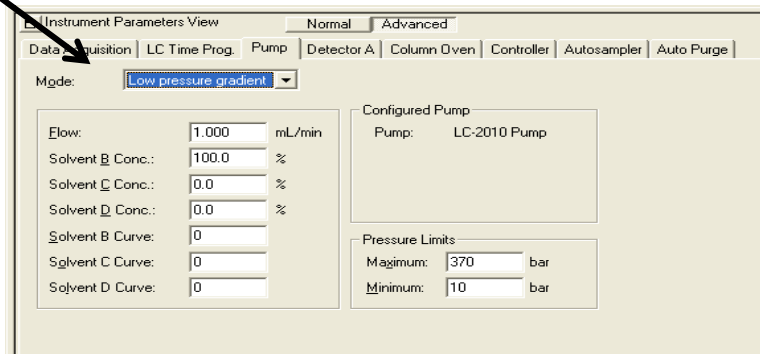 Instrument Parameters View Normal Advanced
Data Acquisition LC Time Prog. Pump Detector A Column Oven Controller Autosampler Auto Purge
Mode: Low pressure gradient
Flow: 1.000 mL/min
Solvent B Conc.: 100.0 %
Solvent C Conc.: 0.0 %
Solvent D Conc.: 0.0 %
Solvent B Curve: 0
Solvent C Curve: 0
Solvent D Curve: 0
Configured Pump
Pump: LC-2010 Pump
Pressure Limits
Maximum: 370 bar
Minimum: 10 bar